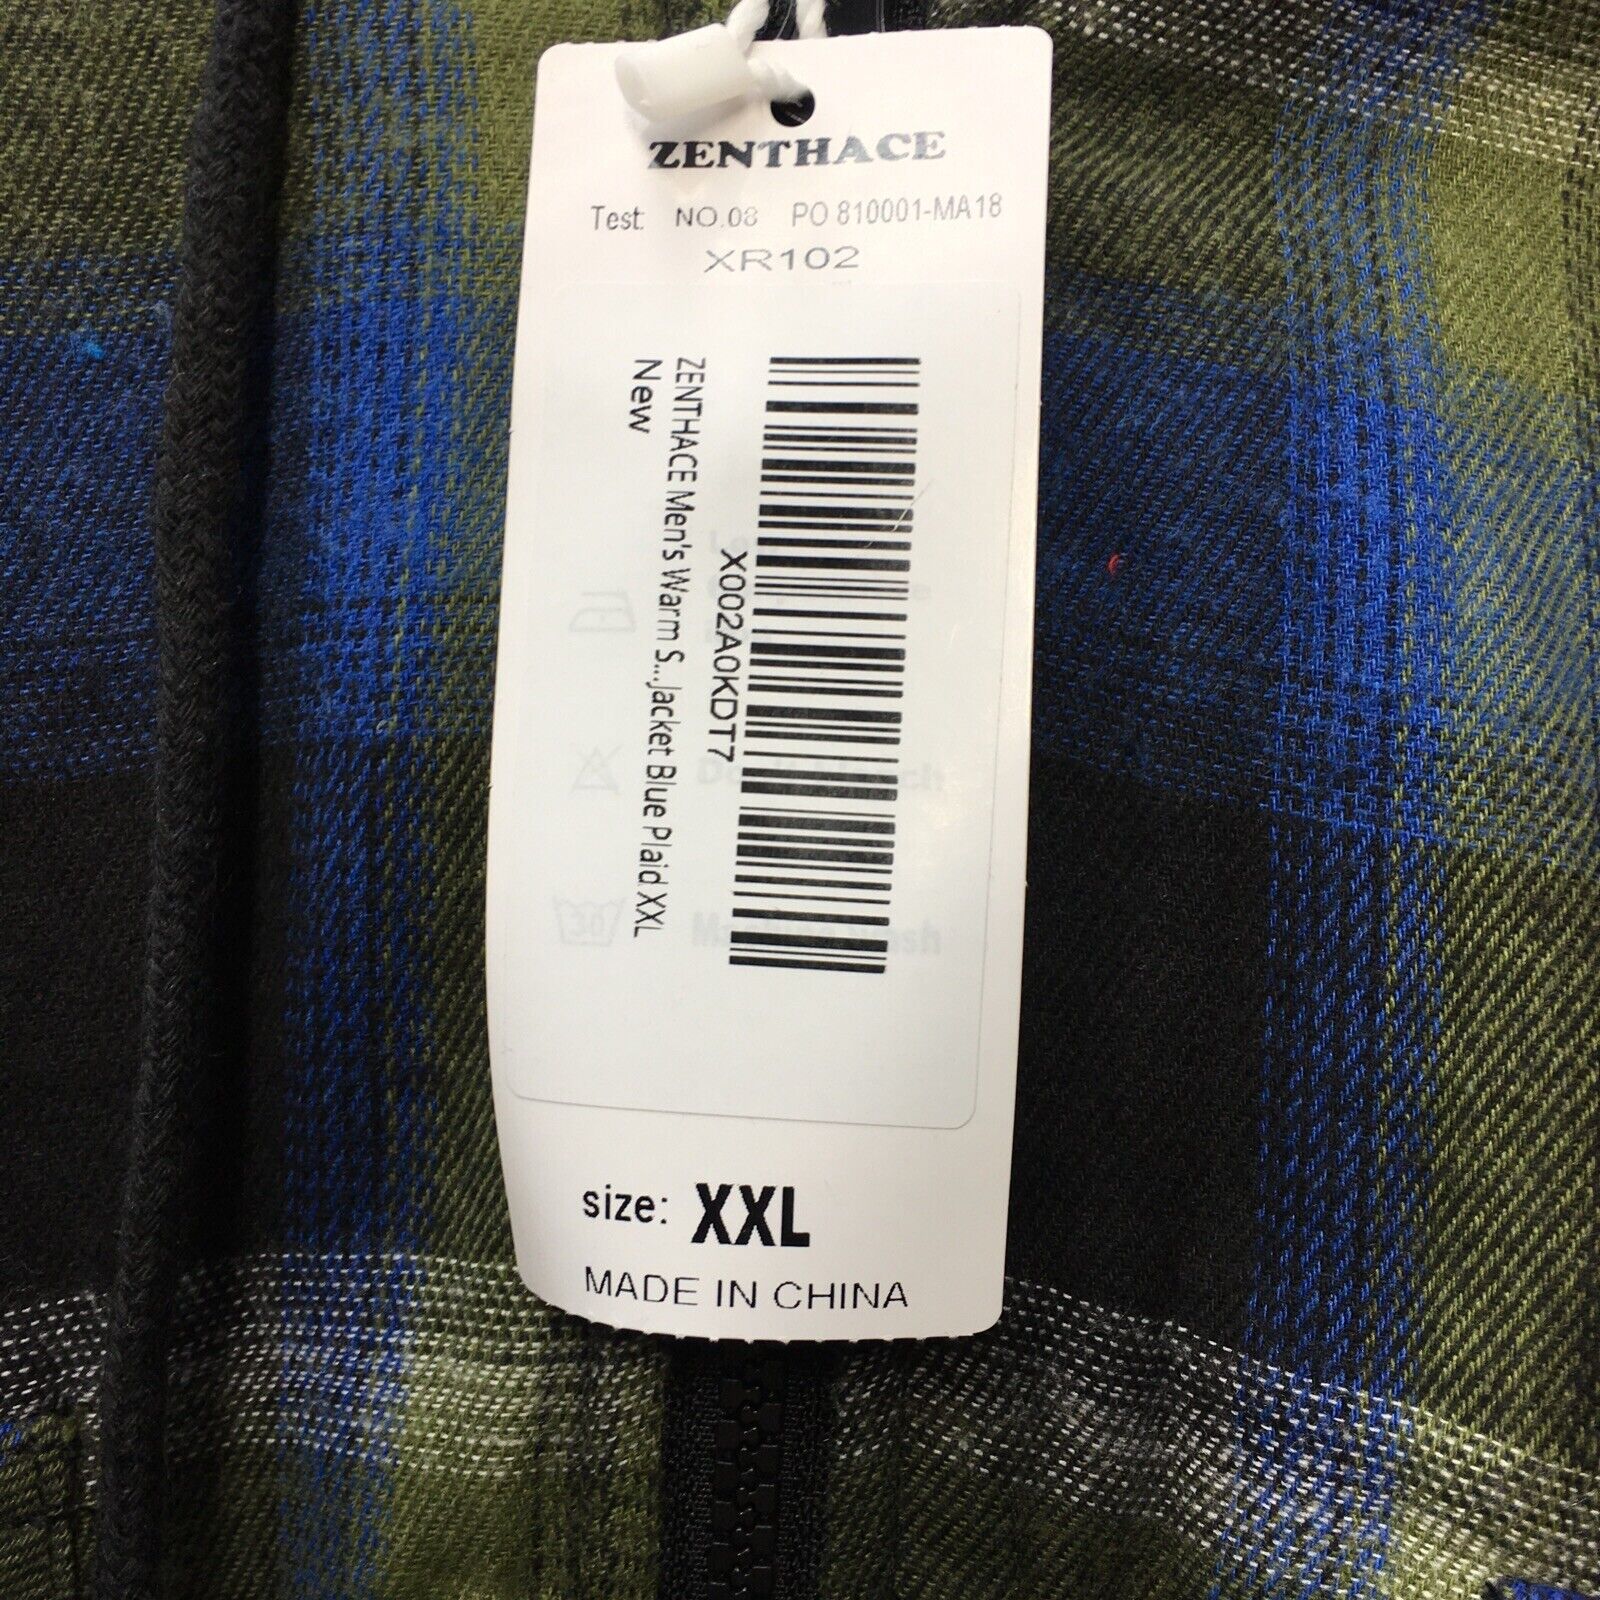 ZENTHACE
Test: NO.08 PO 810001-MA18
XR102
X002A0KDT7
ZENTHACE Men's Warm S...Jacket Blue Plaid XXL
New
30
size: XXL
MADE IN CHINA